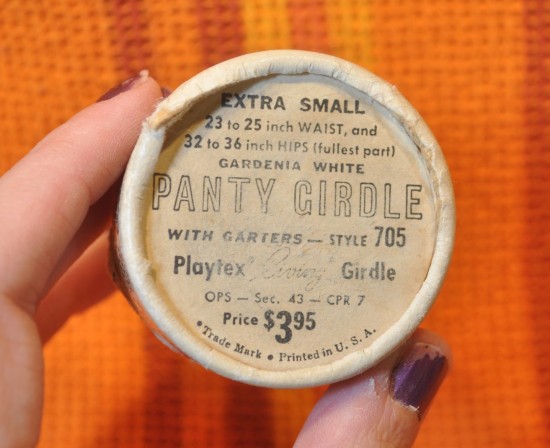 EXTRA SMALL
23 to 25 inch WAIST, and
32 to 36 inch HIPS (fullest part)
GARDENIA WHITE
PANTY GIRDLE
WITH GARTERS — STYLE 705
Playtex Living Girdle
OPS — Sec. 43 — CPR 7
Price $3.95
• Trade Mark • Printed in U. S. A.